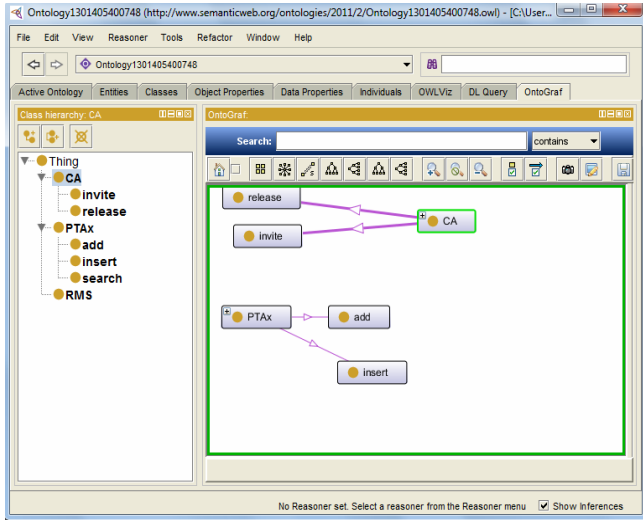 Ontology1301405400748 (http://www.semanticweb.org/ontologies/2011/2/Ontology1301405400748.owl) - [C:\User...
File Edit View Reasoner Tools Refactor Window Help
Ontology1301405400748
Active Ontology Entities Classes Object Properties Data Properties Individuals OWLViz DL Query OntoGraf
Class hierarchy: CA
OntoGraf:
Search: contains
Thing
CA
invite
release
PTAx
add
insert
search
RMS
release
CA
invite
PTAx add
insert
No Reasoner set. Select a reasoner from the Reasoner menu Show Inferences